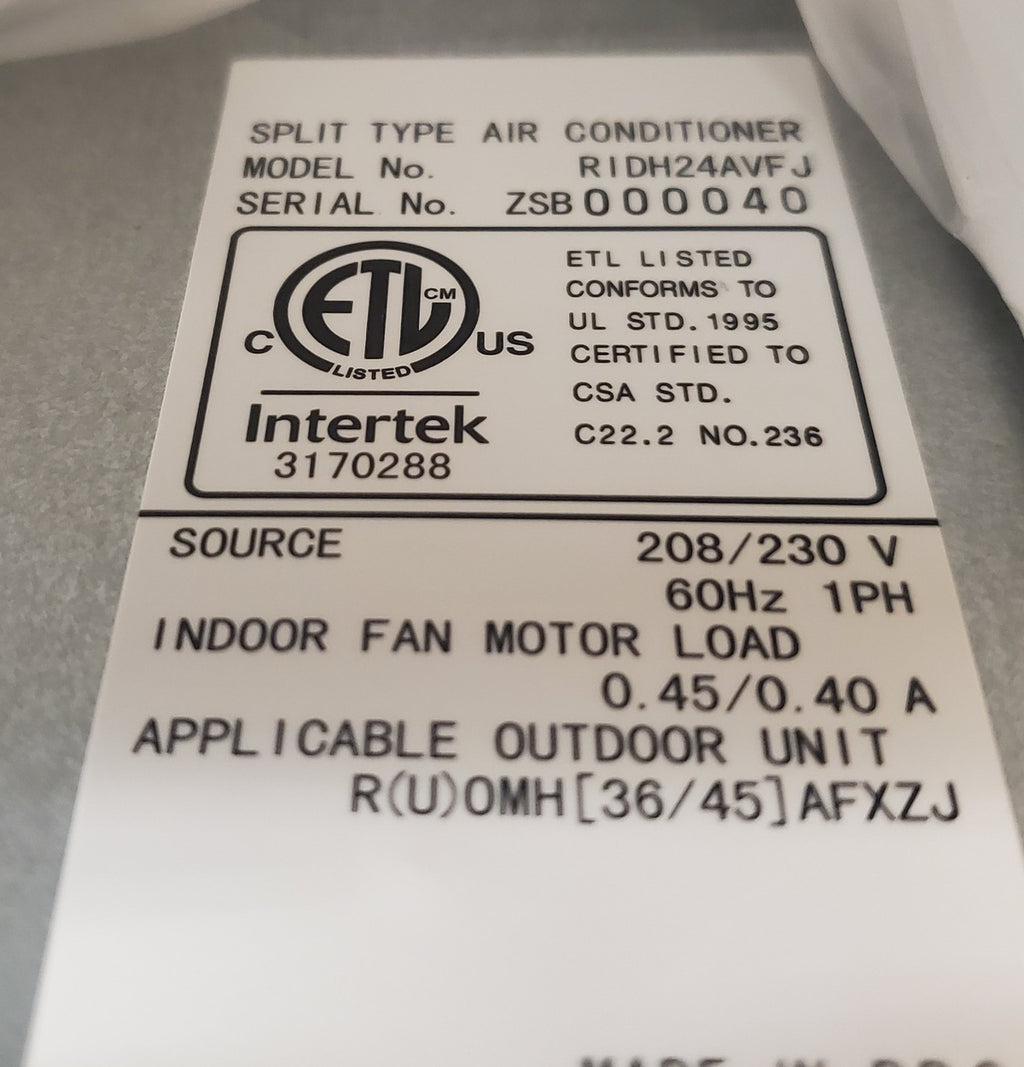 SPLIT TYPE AIR CONDITIONER
MODEL No. RIDH24AVFJ
SERIAL No. ZSB000040
ETL CM
C US
LISTED
Intertek
3170288
ETL LISTED
CONFORMS TO
UL STD. 1995
CERTIFIED TO
CSA STD.
C22.2 NO.236
SOURCE 208/230 V
60Hz 1PH
INDOOR FAN MOTOR LOAD
0.45/0.40 A
APPLICABLE OUTDOOR UNIT
R(U)OMH[36/45]AFXZJ
MADE IN